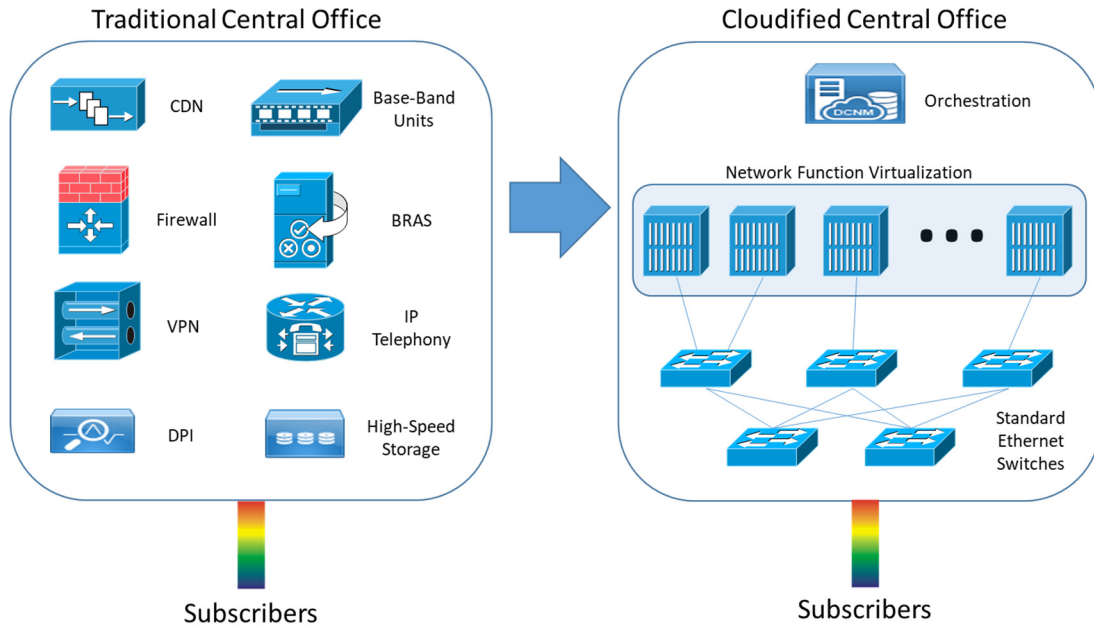 Traditional Central Office
CDN
Base-Band
Units
Firewall
BRAS
VPN
IP
Telephony
DPI
High-Speed
Storage
Subscribers
Cloudified Central Office
DCNM
Orchestration
Network Function Virtualization
Standard
Ethernet
Switches
Subscribers